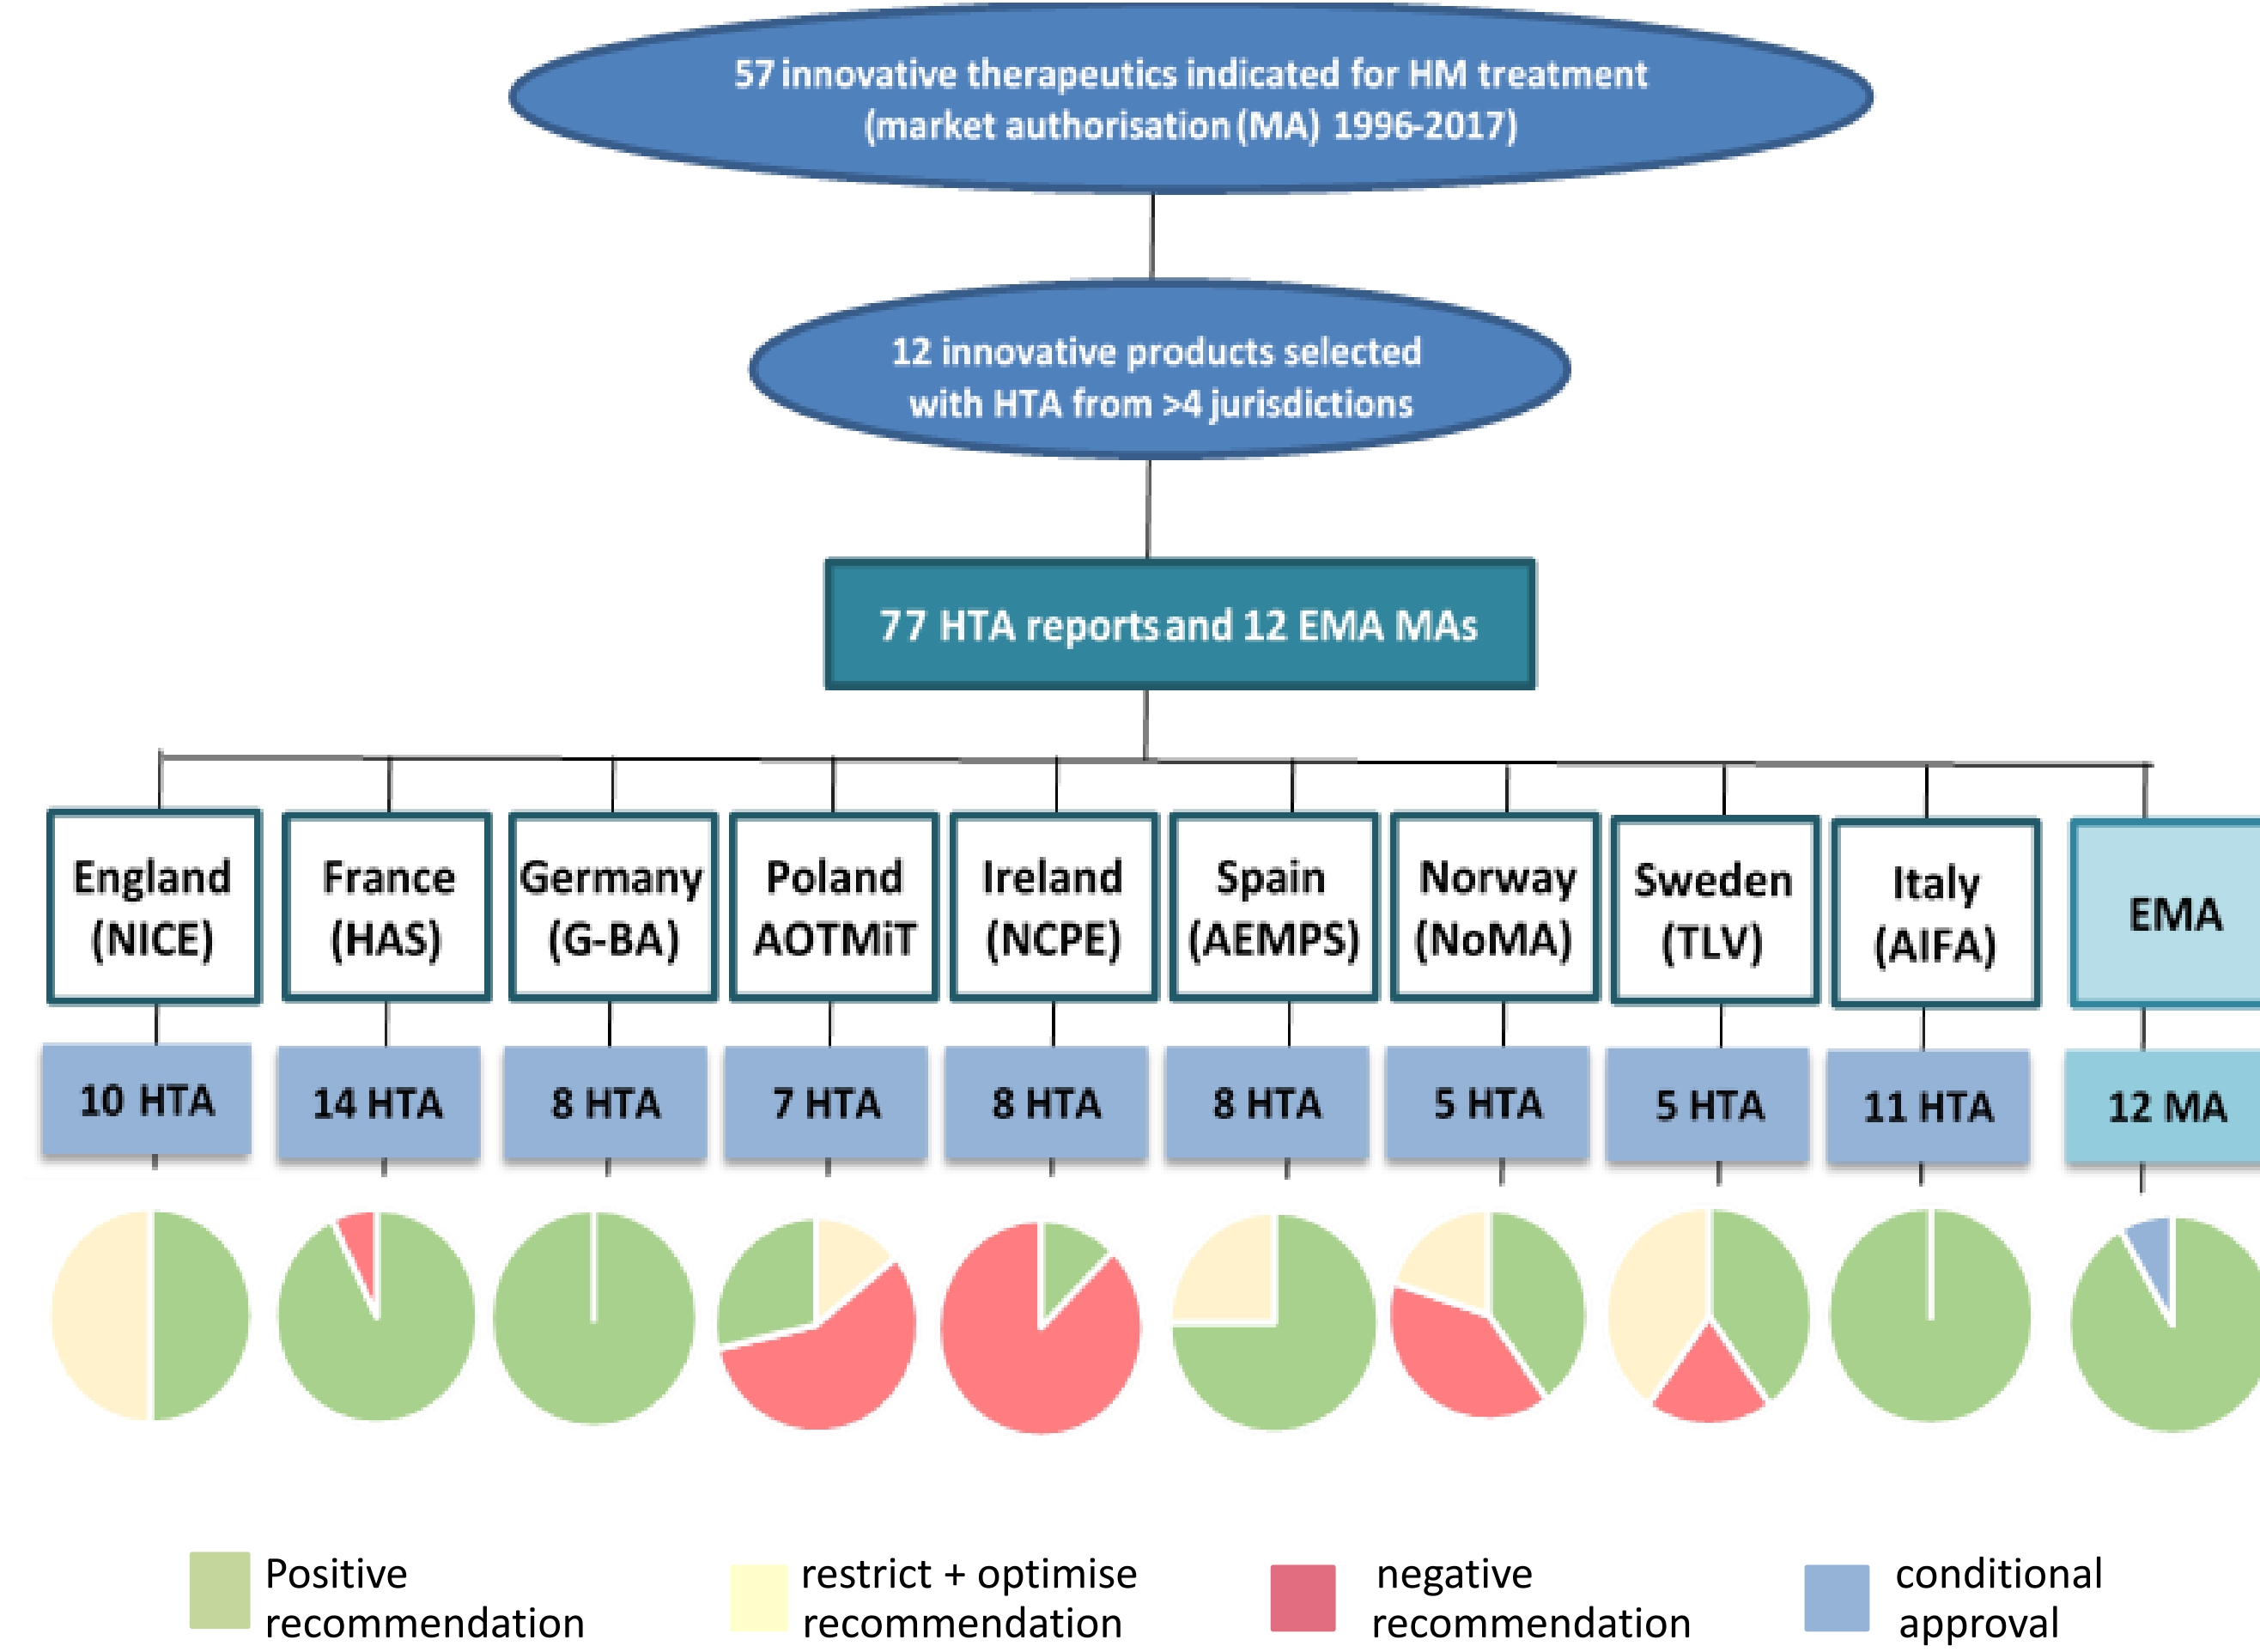 57 innovative therapeutics indicated for HM treatment
(market authorisation (MA) 1996-2017)
12 innovative products selected
with HTA from >4 jurisdictions
77 HTA reports and 12 EMA MAs
England
(NICE)
France
(HAS)
Germany
(G-BA)
Poland
AOTMiT
Ireland
(NCPE)
Spain
(AEMPS)
Norway
(NoMA)
Sweden
(TLV)
Italy
(AIFA)
EMA
10 HTA
14 HTA
8 HTA
7 HTA
8 HTA
8 HTA
5 HTA
5 HTA
11 HTA
12 MA
Positive
recommendation
restrict + optimise
recommendation
negative
recommendation
conditional
approval